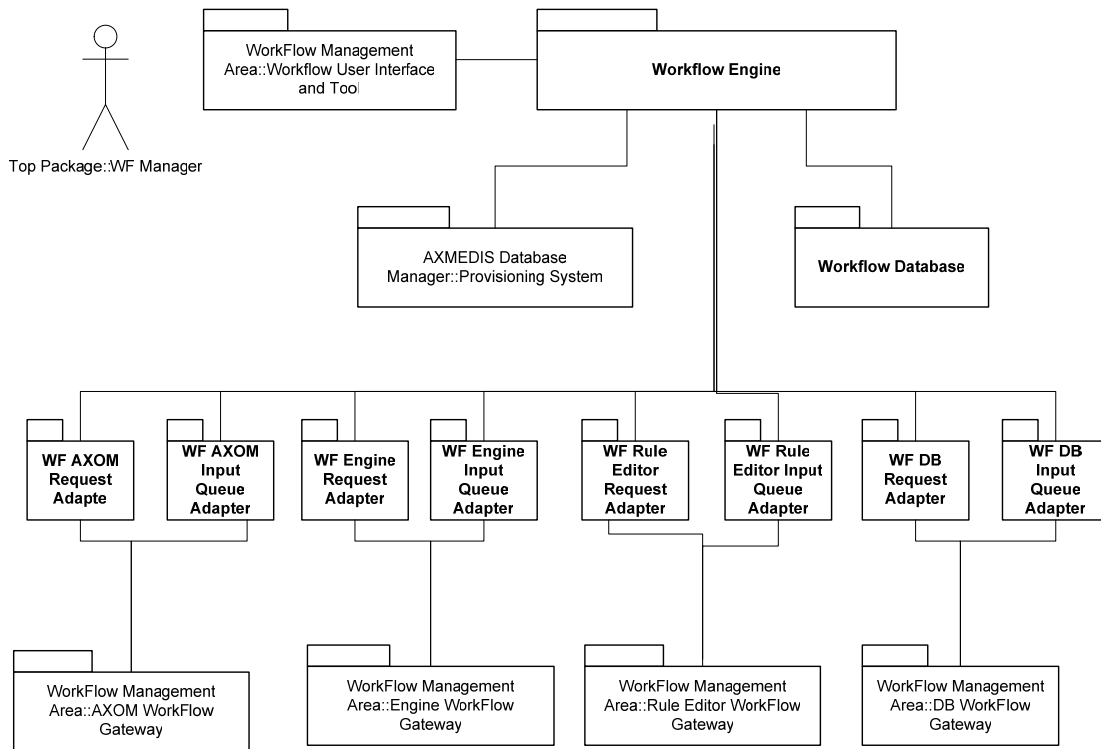 WorkFlow Management
Area::Workflow User Interface
and Tool
Workflow Engine
Top Package::WF Manager
AXMEDIS Database
Manager::Provisioning System
Workflow Database
WF AXOM
Request
Adapte
WF AXOM
Input
Queue
Adapter
WF Engine
Request
Adapter
WF Engine
Input
Queue
Adapter
WF Rule
Editor
Request
Adapter
WF Rule
Editor Input
Queue
Adapter
WF DB
Request
Adapter
WF DB
Input
Queue
Adapter
WorkFlow Management
Area::AXOM WorkFlow
Gateway
WorkFlow Management
Area::Engine WorkFlow
Gateway
WorkFlow Management
Area::Rule Editor WorkFlow
Gateway
WorkFlow Management
Area::DB WorkFlow
Gateway